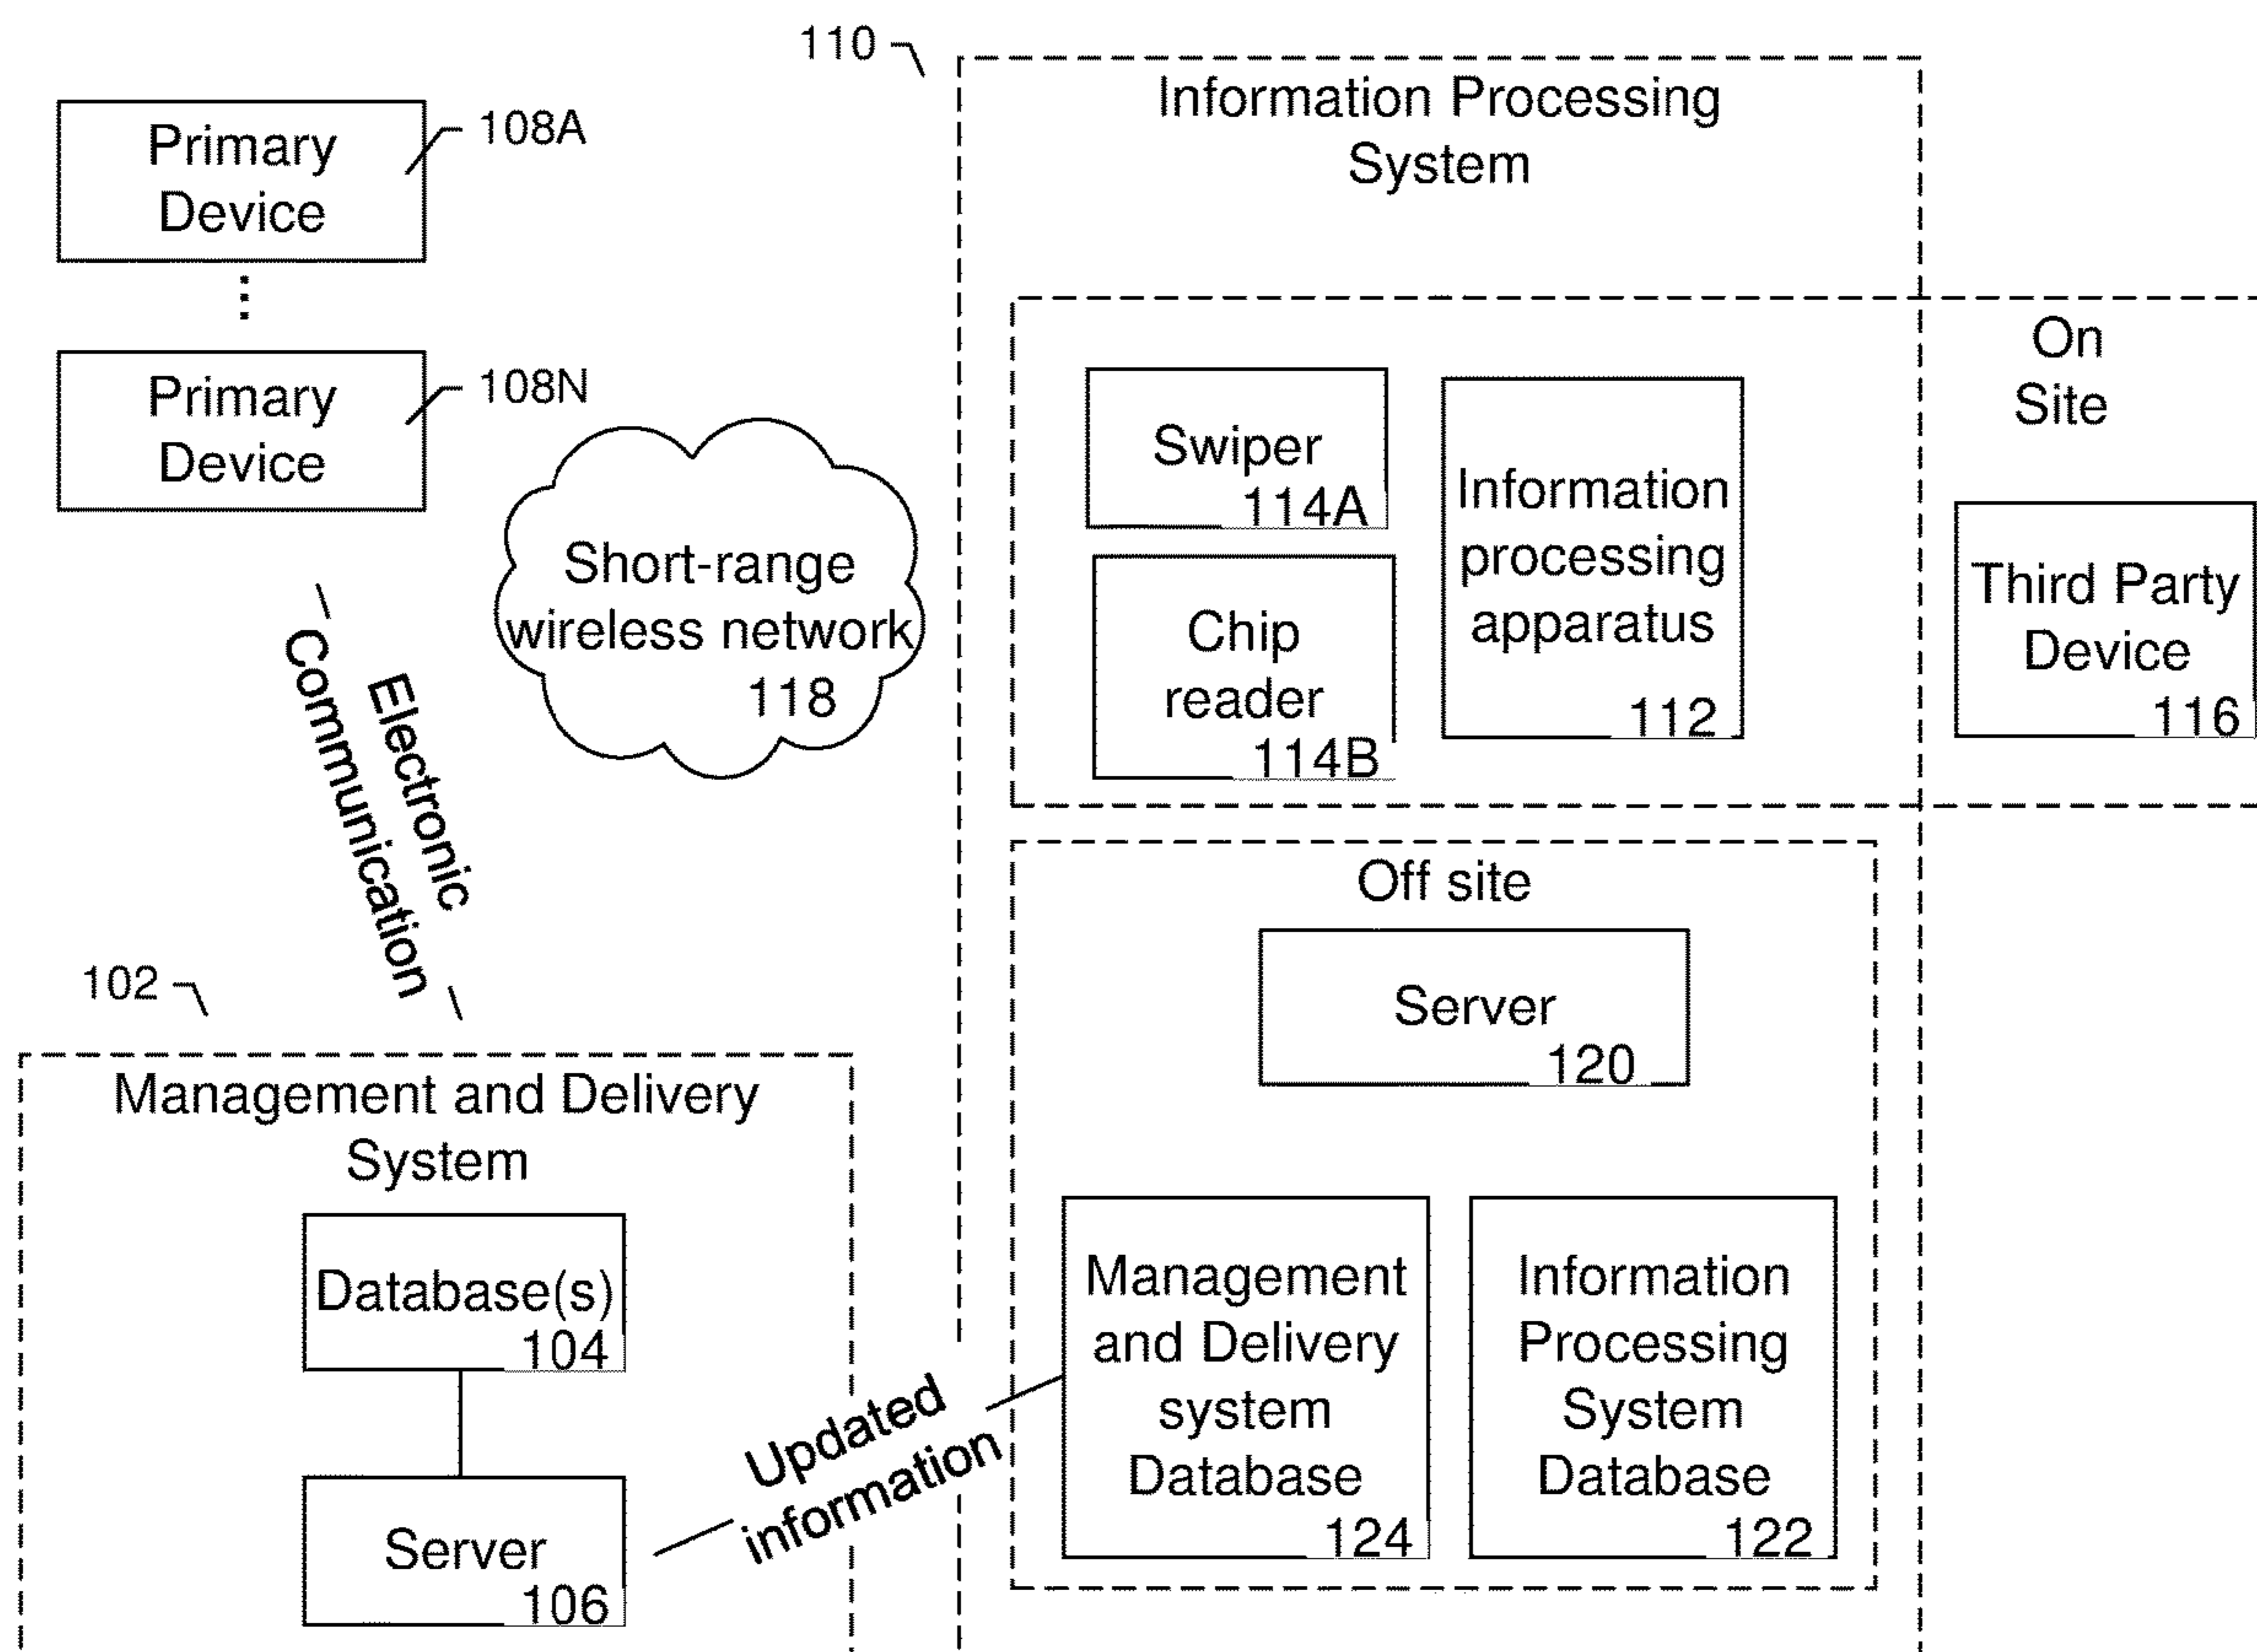 110
Information Processing
System
Primary
Device
108A
Primary
Device
108N
Short-range
wireless network
118
On
Site
Swiper
114A
Information
processing
apparatus
112
Chip
reader
114B
Third Party
Device
116
Electronic
Communication
Off site
Server
120
102
Management and Delivery
System
Database(s)
104
Server
106
Updated
information
Management
and Delivery
system
Database
124
Information
Processing
System
Database
122